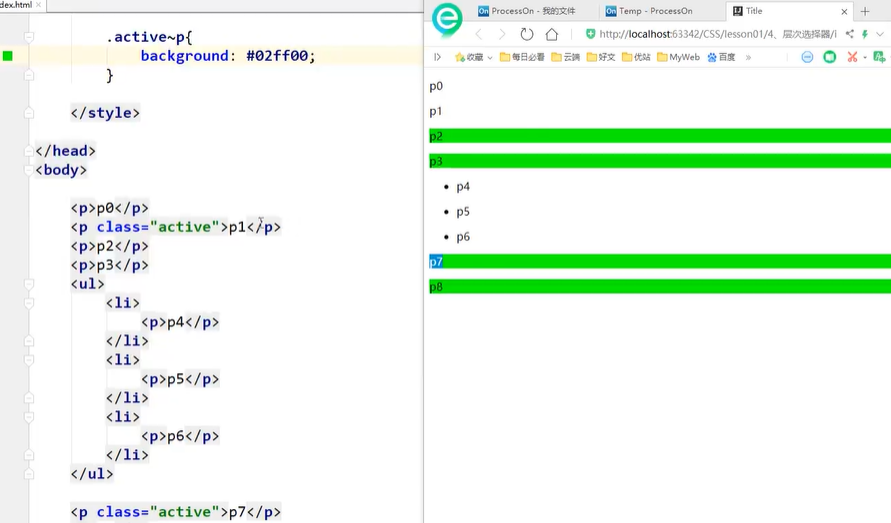 dex.html
.active~p{
background: #02ff00;
}
</style>
</head>
<body>
<p>p0</p>
<p class="active">p1</p>
<p>p2</p>
<p>p3</p>
<ul>
<li>
<p>p4</p>
</li>
<li>
<p>p5</p>
</li>
<li>
<p>p6</p>
</li>
</ul>
<p class="active">p7</p>
On ProcessOn - 我的文件
On Temp - ProcessOn
Title
http://localhost:63342/CSS/lesson01/4、层次选择器/i
收藏 每日必看 云端 好文 优站 MyWeb 百度 »
p0
p1
p2
p3
p4
p5
p6
p7
p8